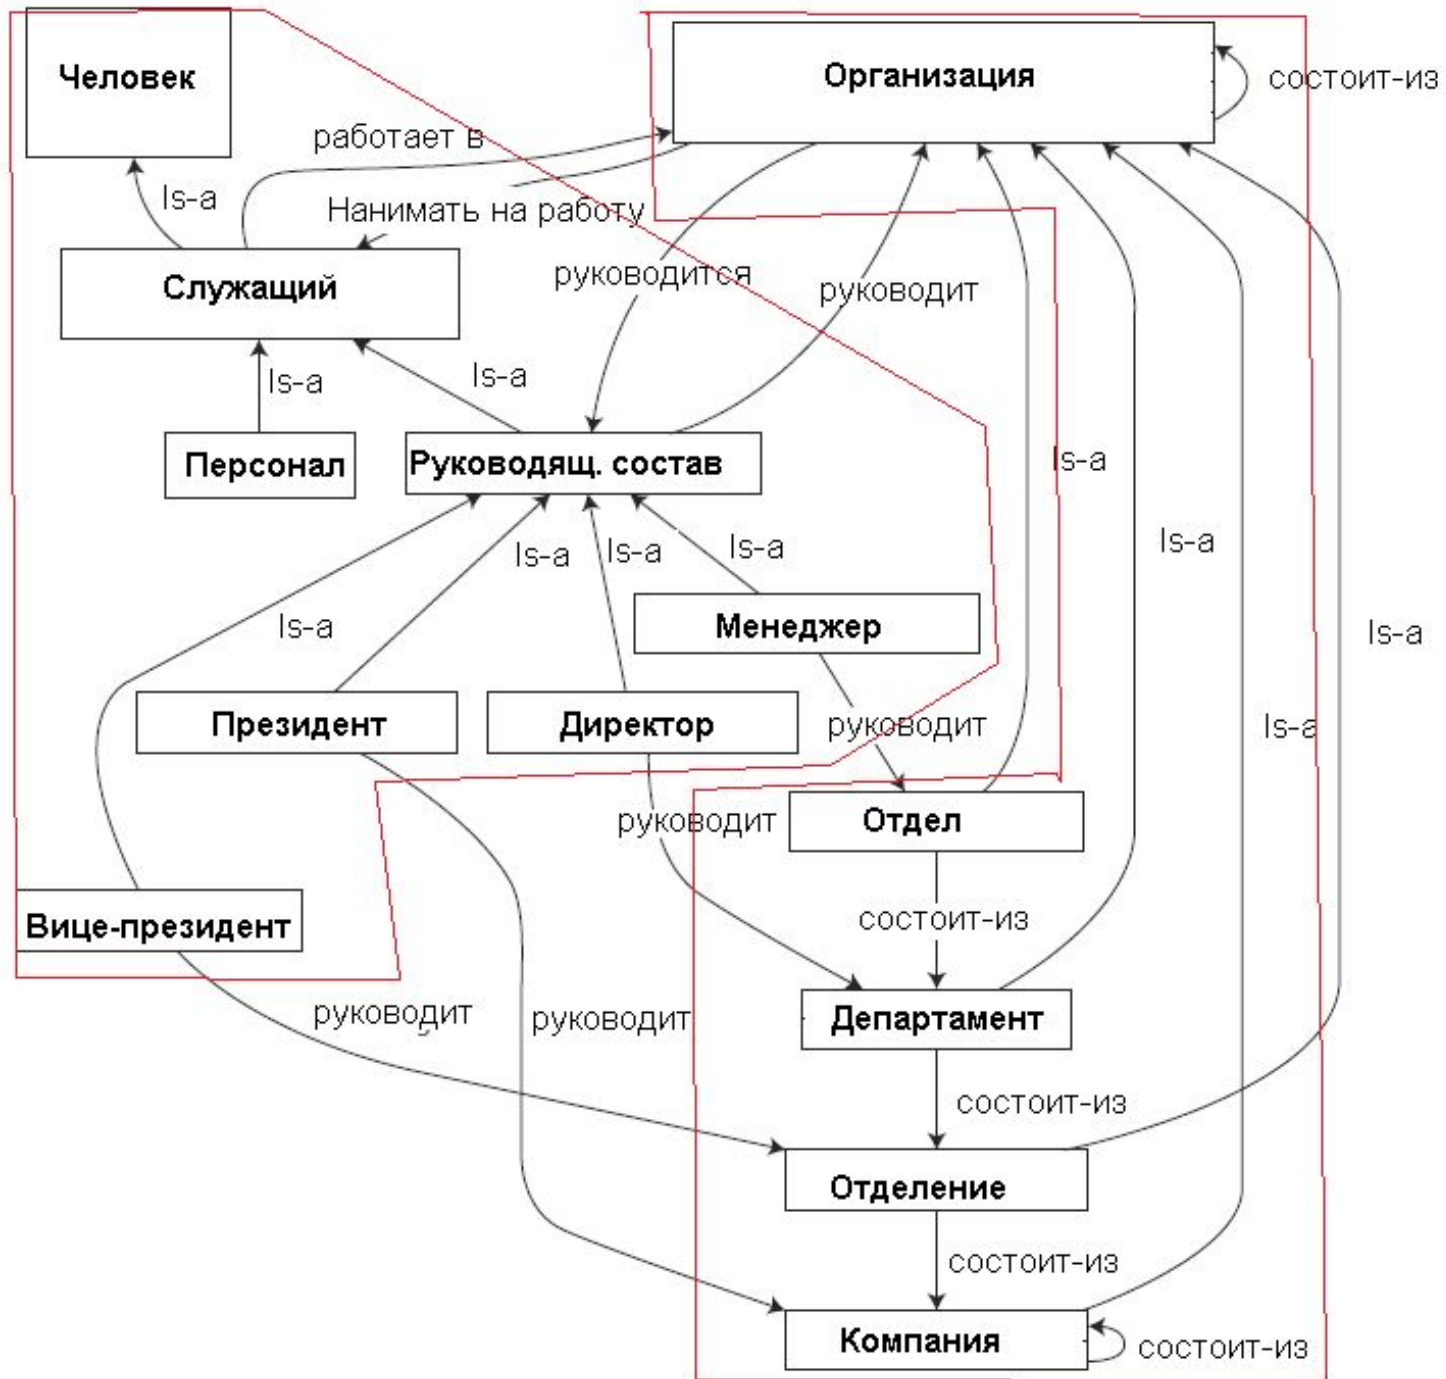 Человек
Организация
состоит-из
работает в
Is-a
Нанимать на работу
Служащий
руководится
руководит
Is-a
Is-a
Персонал
Руководящ. состав
Is-a
Is-a
Is-a
Is-a
Is-a
Is-a
Менеджер
Is-a
Президент
Директор
руководит
Is-a
руководит
Отдел
состоит-из
Вице-президент
руководит
руководит
Департамент
состоит-из
Отделение
состоит-из
Компания
состоит-из